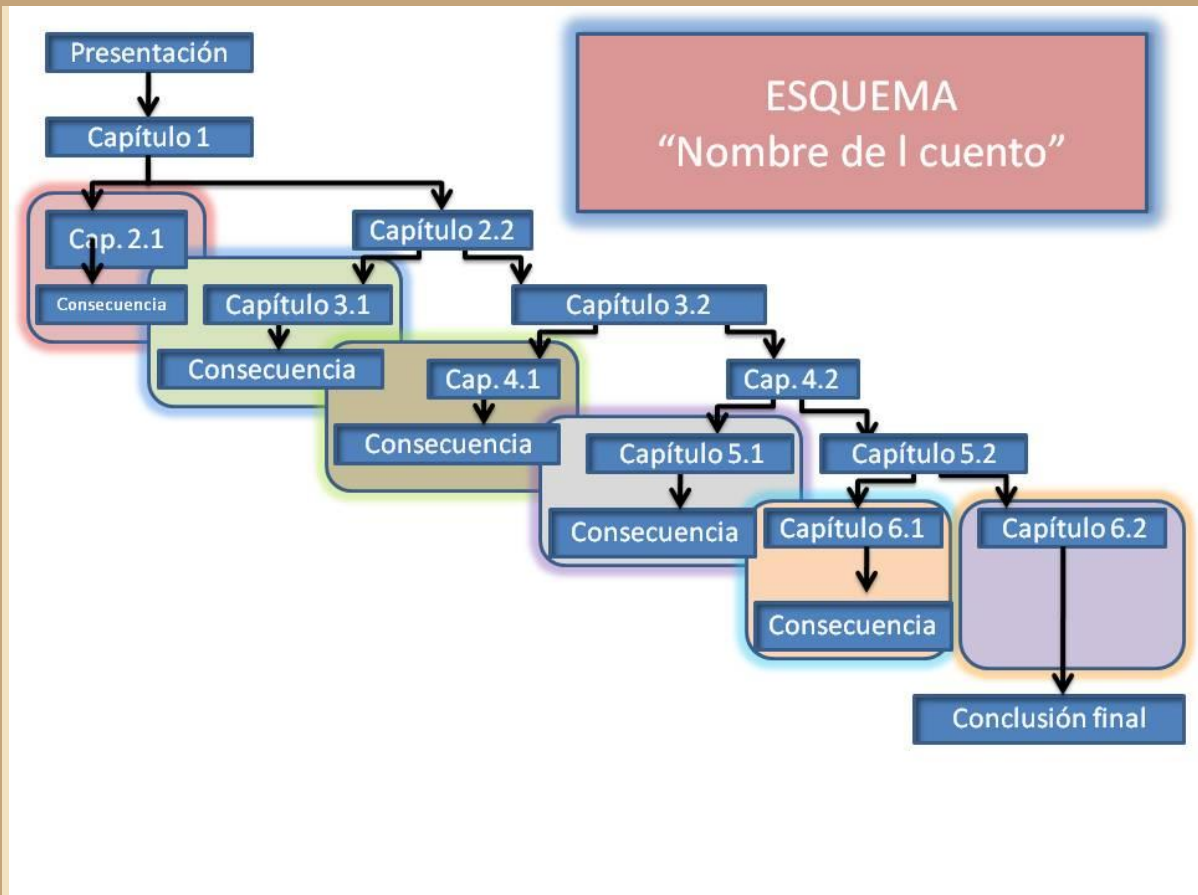 Presentación
ESQUEMA
“Nombre de l cuento”
Capítulo 1
Cap. 2.1
Capítulo 2.2
Consecuencia
Capítulo 3.1
Capítulo 3.2
Consecuencia
Cap. 4.1
Cap. 4.2
Consecuencia
Capítulo 5.1
Capítulo 5.2
Consecuencia
Capítulo 6.1
Capítulo 6.2
Consecuencia
Conclusión final